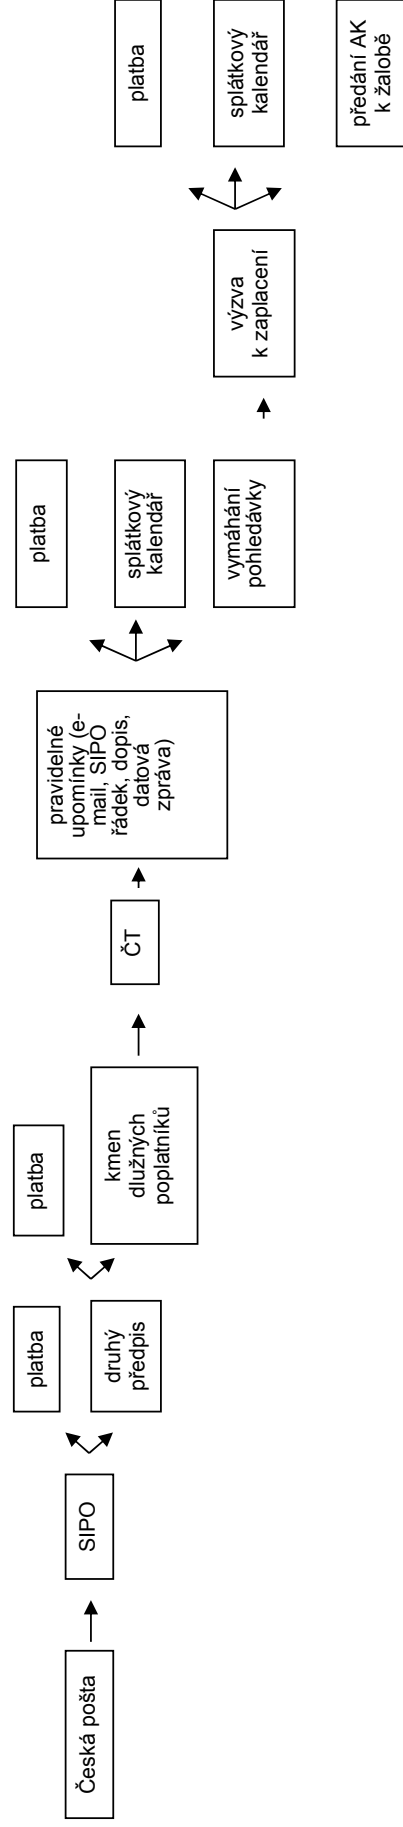 Česká pošta
SIPO
platba
druhý
předpis
platba
kmen
dlužných
poplatníků
ČT
pravidelné
upomínky (e-
mail, SIPO
řádek, dopis,
datová
zpráva)
platba
splátkový
kalendář
vymáhání
pohledávky
výzva
k zaplacení
platba
splátkový
kalendář
předání AK
k žalobě